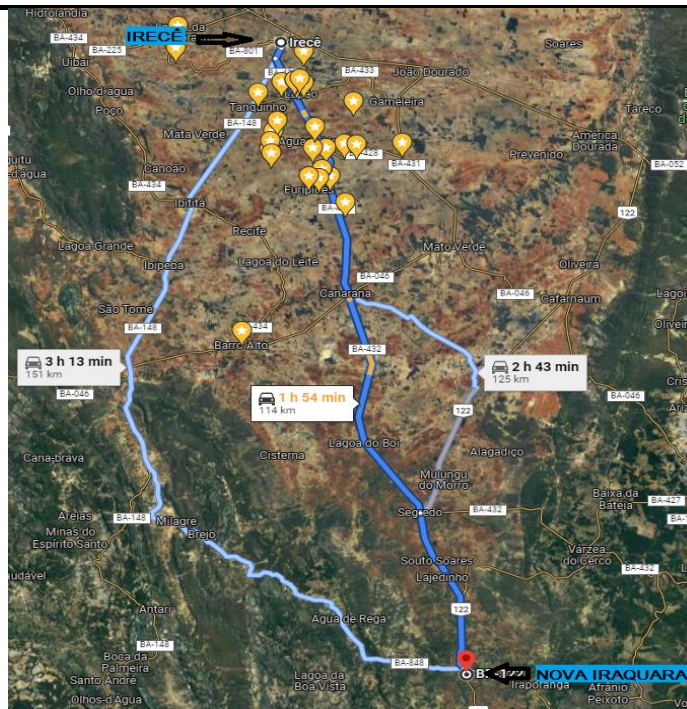 Hidrolândia
BA-434
BA-225
Uibaí
IRECÊ
BA-801
Irecê
Soares
BA-433
João Dourado
Olho d'agua
Poço
Tanquinho
Gameleira
BA-148
Mata Verde
Tareco
América
Dourada
BA-431
Prevenido
BA-052
Canoão
BA-434
Eurípices
Ibititá
122
Recife
Mato Verde
Lagoa Grande
Ibipeba
Lagoa do Leite
BA-046
Oliveira
Canarana
BA-046
Cafarnaum
São Tomé
BA-148
Barro Alto
BA-432
3 h 13 min
151 km
2 h 43 min
125 km
BA-046
1 h 54 min
114 km
122
BA-046
Lagoa do Boi
Alagadiço
Cana-brava
Cisterna
Mulungu
do Morro
Baixa da
Bateia
BA-427
Areias
BA-148
Milagre
Segredo
BA-432
Minas do
Espírito Santo
Brejo
Várzea
do Cerco
Souto Soares
Lajedinho
BA-432
122
Antari
Água de Rega
BA-148
Boca da
Palmeira
BA-848
Santo André
Lagoa da
Boa Vista
NOVA IRAQUARA
Iraporanga
Afrânio
Peixoto
Olhos-d'Água